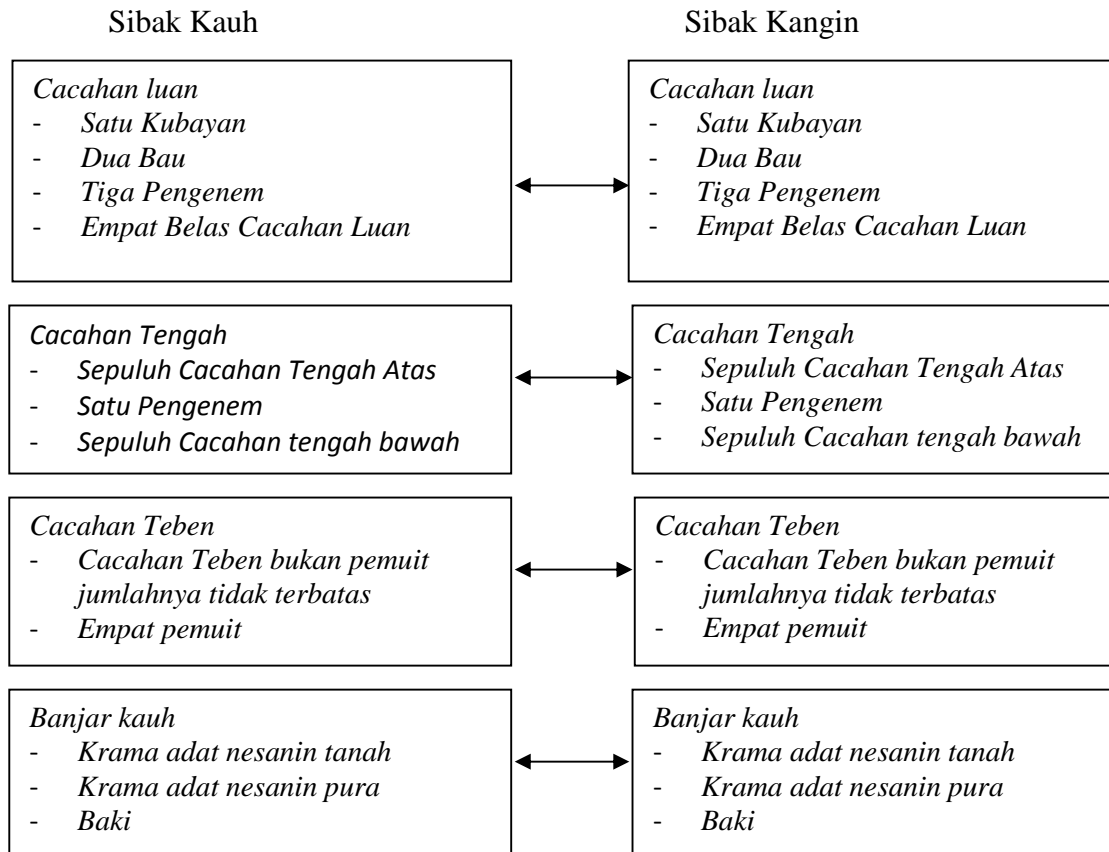 Sibak Kauh
Sibak Kangin
Cacahan luan
- Satu Kubayan
- Dua Bau
- Tiga Pengenem
- Empat Belas Cacahan Luan
Cacahan luan
- Satu Kubayan
- Dua Bau
- Tiga Pengenem
- Empat Belas Cacahan Luan
Cacahan Tengah
- Sepuluh Cacahan Tengah Atas
- Satu Pengenem
- Sepuluh Cacahan tengah bawah
Cacahan Tengah
- Sepuluh Cacahan Tengah Atas
- Satu Pengenem
- Sepuluh Cacahan tengah bawah
Cacahan Teben
- Cacahan Teben bukan pemuit
jumlahnya tidak terbatas
- Empat pemuit
Cacahan Teben
- Cacahan Teben bukan pemuit
jumlahnya tidak terbatas
- Empat pemuit
Banjar kauh
- Krama adat nesanin tanah
- Krama adat nesanin pura
- Baki
Banjar kauh
- Krama adat nesanin tanah
- Krama adat nesanin pura
- Baki